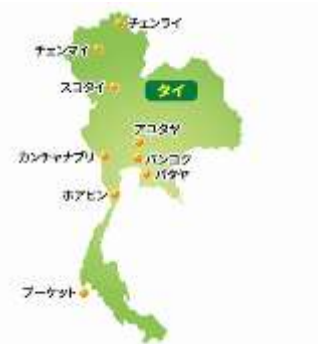 チェンライ
チェンマイ
スコタイ
タイ
アユタヤ
カンチャナブリ
バンコク
パタヤ
ホアヒン
プーケット